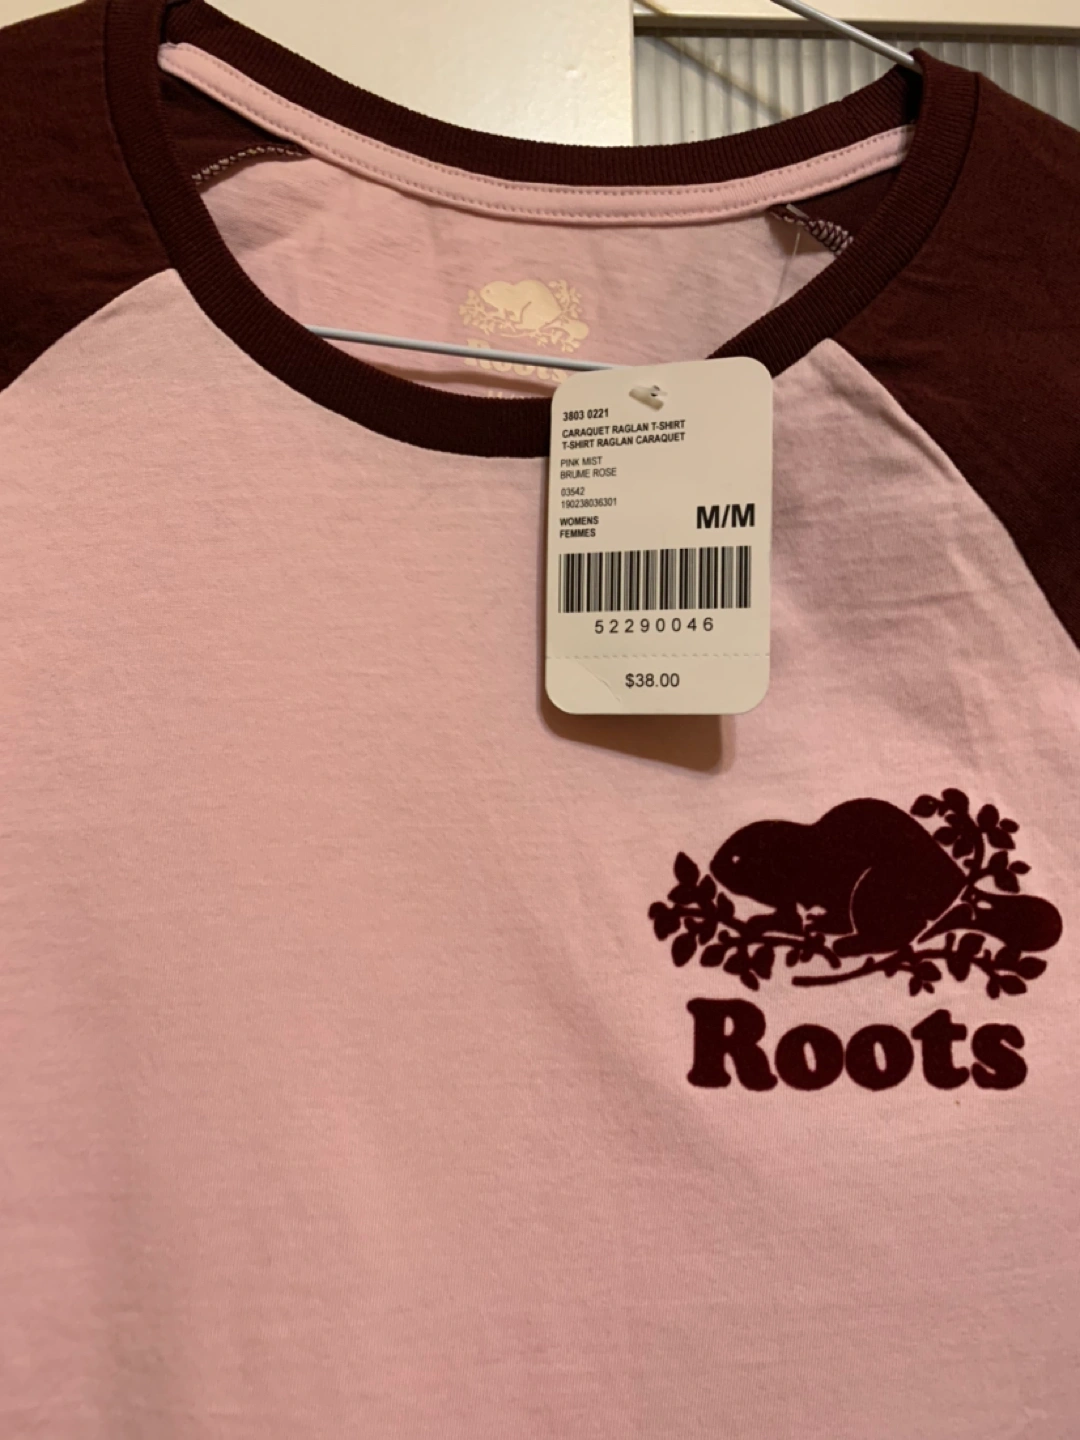 Roots
3803 0221
CARAQUET RAGLAN T-SHIRT
T-SHIRT RAGLAN CARAQUET
PINK MIST
BRUME ROSE
03542
190238036301
WOMENS
FEMMES
M/M
52290046
$38.00
Roots